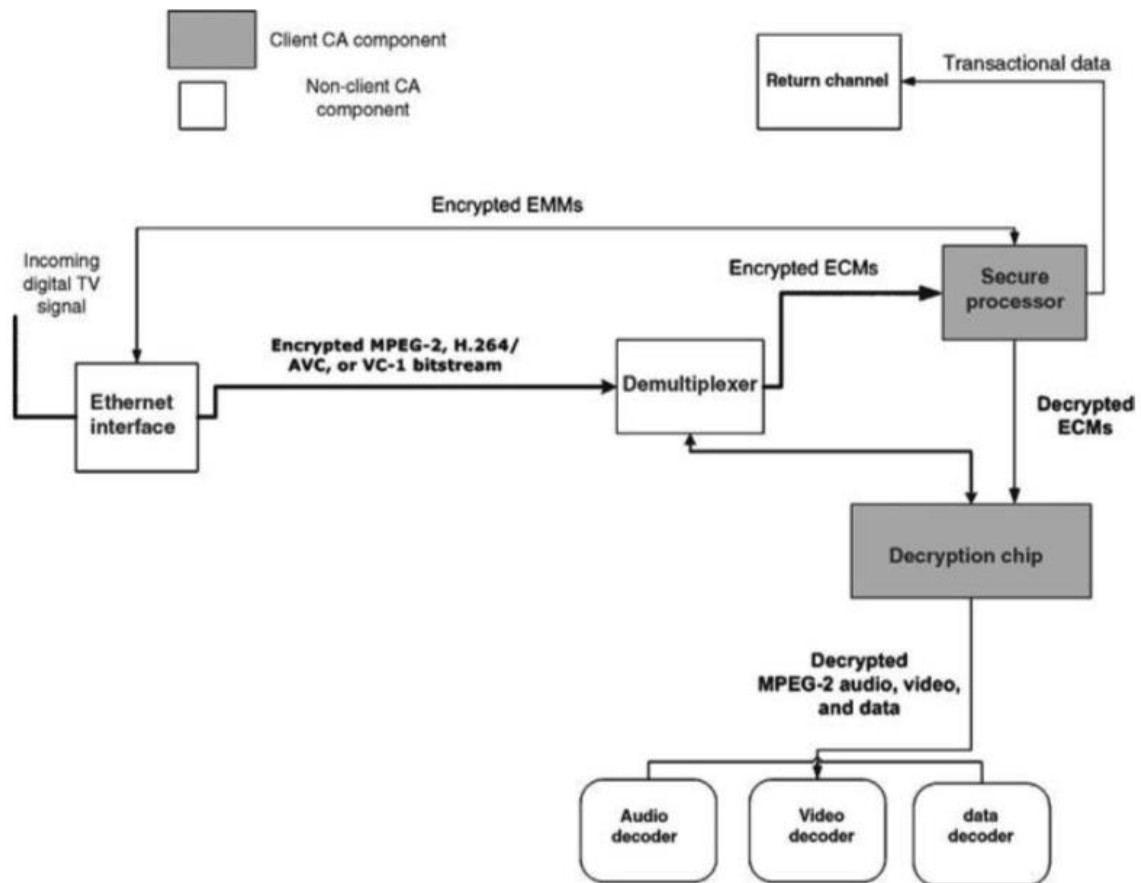 Client CA component
Non-client CA
component
Return channel
Transactional data
Encrypted EMMs
Incoming
digital TV
signal
Encrypted ECMs
Secure
processor
Encrypted MPEG-2, H.264/
AVC, or VC-1 bitstream
Demultiplexer
Ethernet
interface
Decrypted
ECMs
Decryption chip
Decrypted
MPEG-2 audio, video,
and data
Audio
decoder
Video
decoder
data
decoder